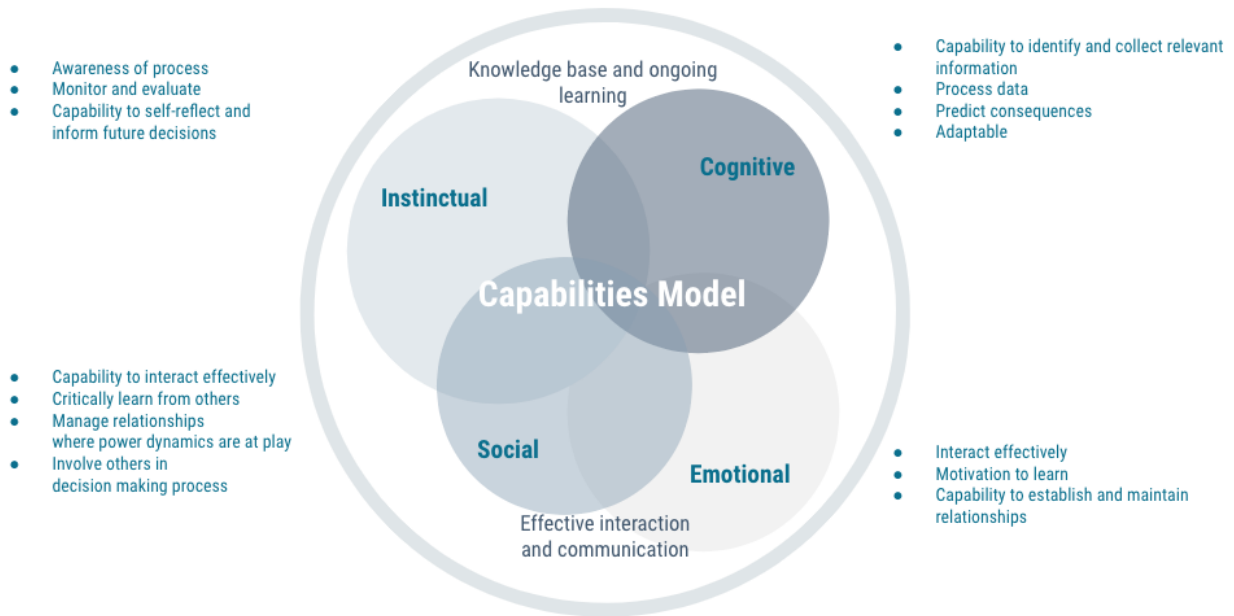 ● Awareness of process
● Monitor and evaluate
● Capability to self-reflect and
inform future decisions
Knowledge base and ongoing
learning
● Capability to identify and collect relevant
information
● Process data
● Predict consequences
● Adaptable
Cognitive
Instinctual
Capabilities Model
● Capability to interact effectively
● Critically learn from others
● Manage relationships
where power dynamics are at play
● Involve others in
decision making process
Social
Emotional
● Interact effectively
● Motivation to learn
● Capability to establish and maintain
relationships
Effective interaction
and communication